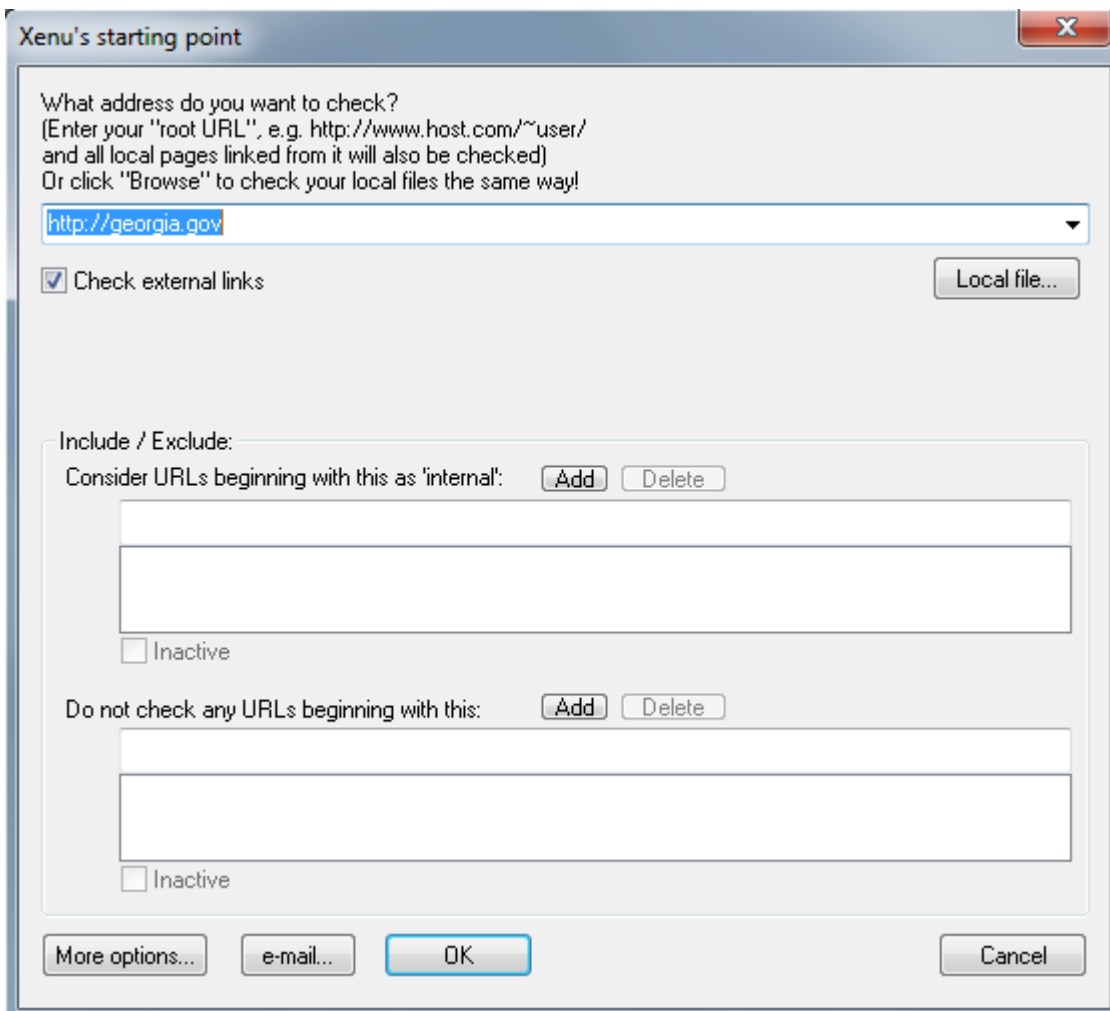 Xenu's starting point
What address do you want to check?
(Enter your "root URL", e.g. http://www.host.com/~user/
and all local pages linked from it will also be checked)
Or click "Browse" to check your local files the same way!
http://georgia.gov
Check external links
Local file...
Include / Exclude:
Consider URLs beginning with this as 'internal': Add Delete
Inactive
Do not check any URLs beginning with this: Add Delete
Inactive
More options... e-mail... OK Cancel